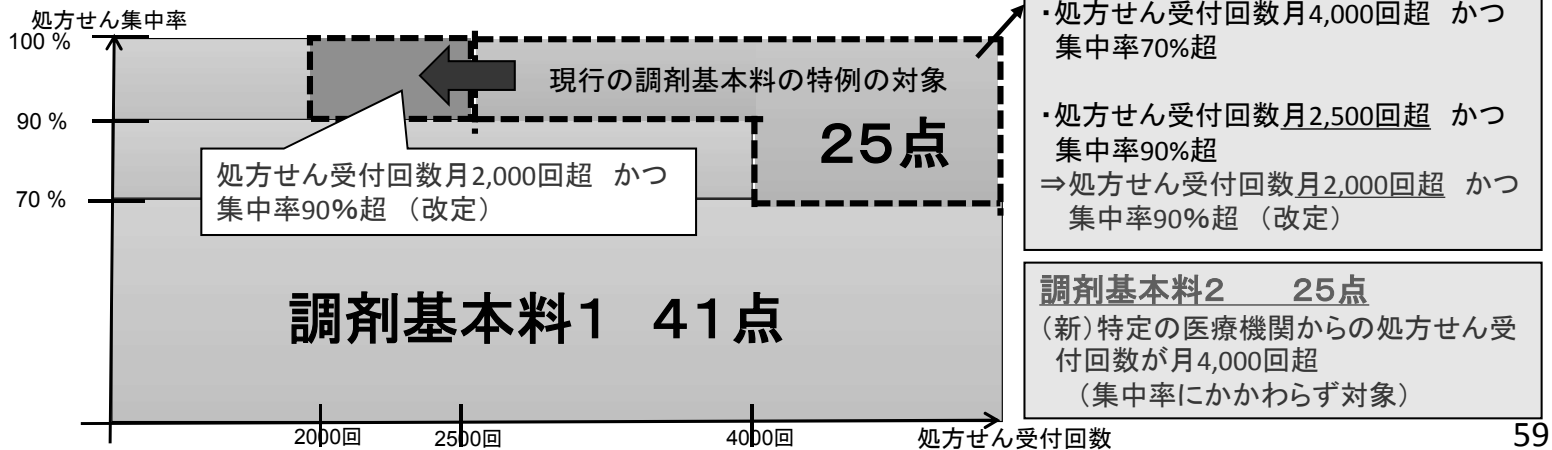 処方せん集中率
100 %
90 %
70 %
現行の調剤基本料の特例の対象
25点
処方せん受付回数月2,000回超 かつ
集中率90%超 (改定)
調剤基本料1 41点
2000回
2500回
4000回
処方せん受付回数
・処方せん受付回数月4,000回超 かつ
集中率70%超
・処方せん受付回数月2,500回超 かつ
集中率90%超
⇒処方せん受付回数月2,000回超 かつ
集中率90%超 (改定)
調剤基本料2 25点
(新)特定の医療機関からの処方せん受
付回数が月4,000回超
(集中率にかかわらず対象)
59